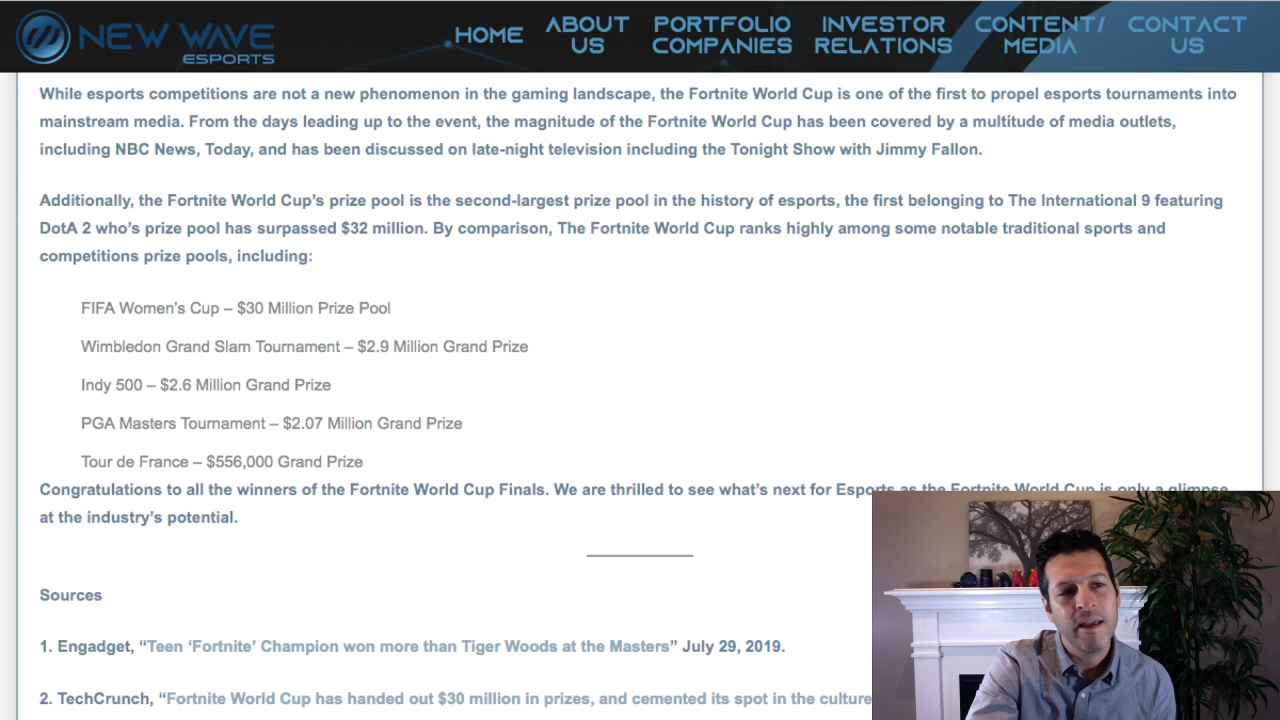 NEW WAVE
ESPORTS
HOME
ABOUT
US
PORTFOLIO
COMPANIES
INVESTOR
RELATIONS
CONTENT/
MEDIA
CONTACT
US
While esports competitions are not a new phenomenon in the gaming landscape, the Fortnite World Cup is one of the first to propel esports tournaments into
mainstream media. From the days leading up to the event, the magnitude of the Fortnite World Cup has been covered by a multitude of media outlets,
including NBC News, Today, and has been discussed on late-night television including the Tonight Show with Jimmy Fallon.
Additionally, the Fortnite World Cup’s prize pool is the second-largest prize pool in the history of esports, the first belonging to The International 9 featuring
DotA 2 who’s prize pool has surpassed $32 million. By comparison, The Fortnite World Cup ranks highly among some notable traditional sports and
competitions prize pools, including:
FIFA Women’s Cup – $30 Million Prize Pool
Wimbledon Grand Slam Tournament – $2.9 Million Grand Prize
Indy 500 – $2.6 Million Grand Prize
PGA Masters Tournament – $2.07 Million Grand Prize
Tour de France – $556,000 Grand Prize
Congratulations to all the winners of the Fortnite World Cup Finals. We are thrilled to see what’s next for Esports as the Fortnite World Cup is only a glimpse
at the industry’s potential.
Sources
1. Engadget, “Teen ‘Fortnite’ Champion won more than Tiger Woods at the Masters” July 29, 2019.
2. TechCrunch, “Fortnite World Cup has handed out $30 million in prizes, and cemented its spot in the culture